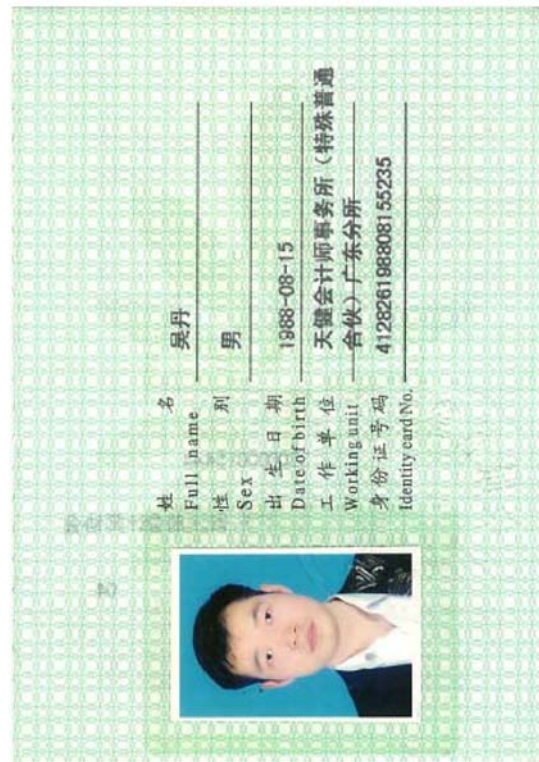 姓 名 吴丹
Full name
性 别 男
Sex
出 生 日 期 1988-08-15
Date of birth
工 作 单 位 天健会计师事务所（特殊普通
Working unit 合伙）广东分所
身份证号码 412826198808155235
Identity card No.